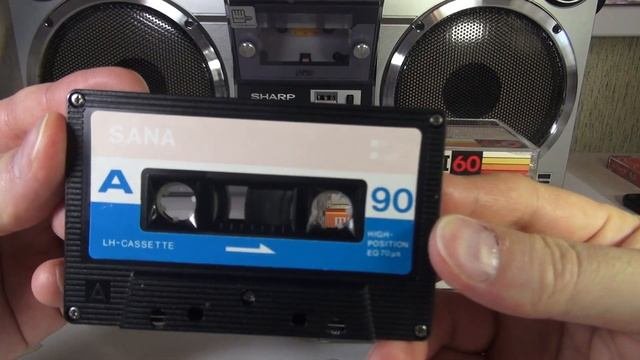 SHARP
SANA
A
90
LH-CASSETTE
HIGH-
POSITION
EQ 70 µs
A
60